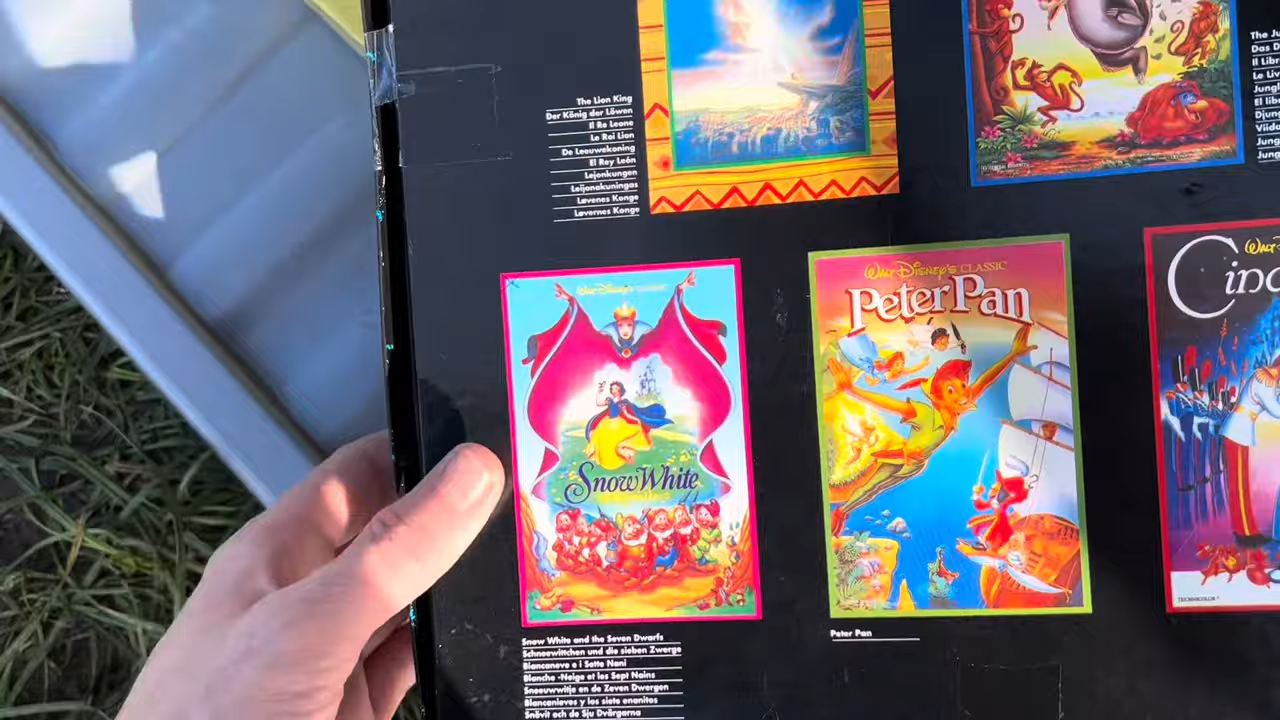 The Lion King
Der König der Löwen
Il Re Leone
Le Roi Lion
De Leeuwekoning
El Rey León
Lejonkungen
Leijonakuningas
Løvenes Konge
Løvernes Konge
The Ju
Das D
Il Libr
Le Liv
Jungl
El lib
Djung
Viida
Jung
Jung
WALT DISNEY'S CLASSIC
Snow White
WALT DISNEY'S CLASSIC
Peter Pan
WALT
Cind
TECHNICOLOR®
Snow White and the Seven Dwarfs
Schneewittchen und die sieben Zwerge
Biancaneve e i Sette Nani
Blanche -Neige et les Sept Nains
Sneeuwwitje en de Zeven Dwergen
Blancanieves y los siete enanitos
Snövit och de Sju Dvärgarna
Peter Pan